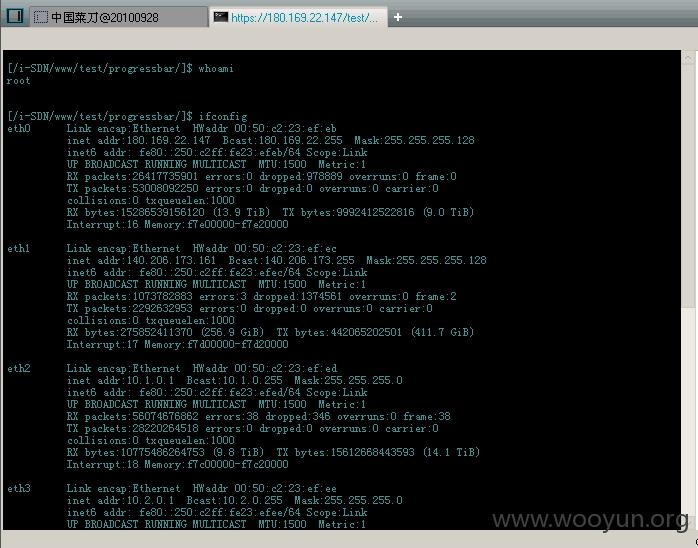 中国菜刀@20100928
https://180.169.22.147/test/...
[/i-SDN/www/test/progressbar/]$ whoami
root
[/i-SDN/www/test/progressbar/]$ ifconfig
eth0 Link encap:Ethernet HWaddr 00:50:c2:23:ef:eb
inet addr:180.169.22.147 Bcast:180.169.22.255 Mask:255.255.255.128
inet6 addr: fe80::250:c2ff:fe23:efeb/64 Scope:Link
UP BROADCAST RUNNING MULTICAST MTU:1500 Metric:1
RX packets:26417735901 errors:0 dropped:978889 overruns:0 frame:0
TX packets:53008092250 errors:0 dropped:0 overruns:0 carrier:0
collisions:0 txqueuelen:1000
RX bytes:15286539156120 (13.9 TiB) TX bytes:9992412522816 (9.0 TiB)
Interrupt:16 Memory:f7e00000-f7e20000
eth1 Link encap:Ethernet HWaddr 00:50:c2:23:ef:ec
inet addr:140.206.173.161 Bcast:140.206.173.255 Mask:255.255.255.128
inet6 addr: fe80::250:c2ff:fe23:efec/64 Scope:Link
UP BROADCAST RUNNING MULTICAST MTU:1500 Metric:1
RX packets:1073782883 errors:3 dropped:1374561 overruns:0 frame:2
TX packets:2292632953 errors:0 dropped:0 overruns:0 carrier:0
collisions:0 txqueuelen:1000
RX bytes:275852411370 (256.9 GiB) TX bytes:442065202501 (411.7 GiB)
Interrupt:17 Memory:f7d00000-f7d20000
eth2 Link encap:Ethernet HWaddr 00:50:c2:23:ef:ed
inet addr:10.1.0.1 Bcast:10.1.0.255 Mask:255.255.255.0
inet6 addr: fe80::250:c2ff:fe23:efed/64 Scope:Link
UP BROADCAST RUNNING MULTICAST MTU:1500 Metric:1
RX packets:56074676862 errors:38 dropped:346 overruns:0 frame:38
TX packets:28220264518 errors:0 dropped:0 overruns:0 carrier:0
collisions:0 txqueuelen:1000
RX bytes:10775486264753 (9.8 TiB) TX bytes:15612668443593 (14.1 TiB)
Interrupt:18 Memory:f7c00000-f7c20000
eth3 Link encap:Ethernet HWaddr 00:50:c2:23:ef:ee
inet addr:10.2.0.1 Bcast:10.2.0.255 Mask:255.255.255.0
inet6 addr: fe80::250:c2ff:fe23:efee/64 Scope:Link
UP BROADCAST RUNNING MULTICAST MTU:1500 Metric:1
www.wooyun.org